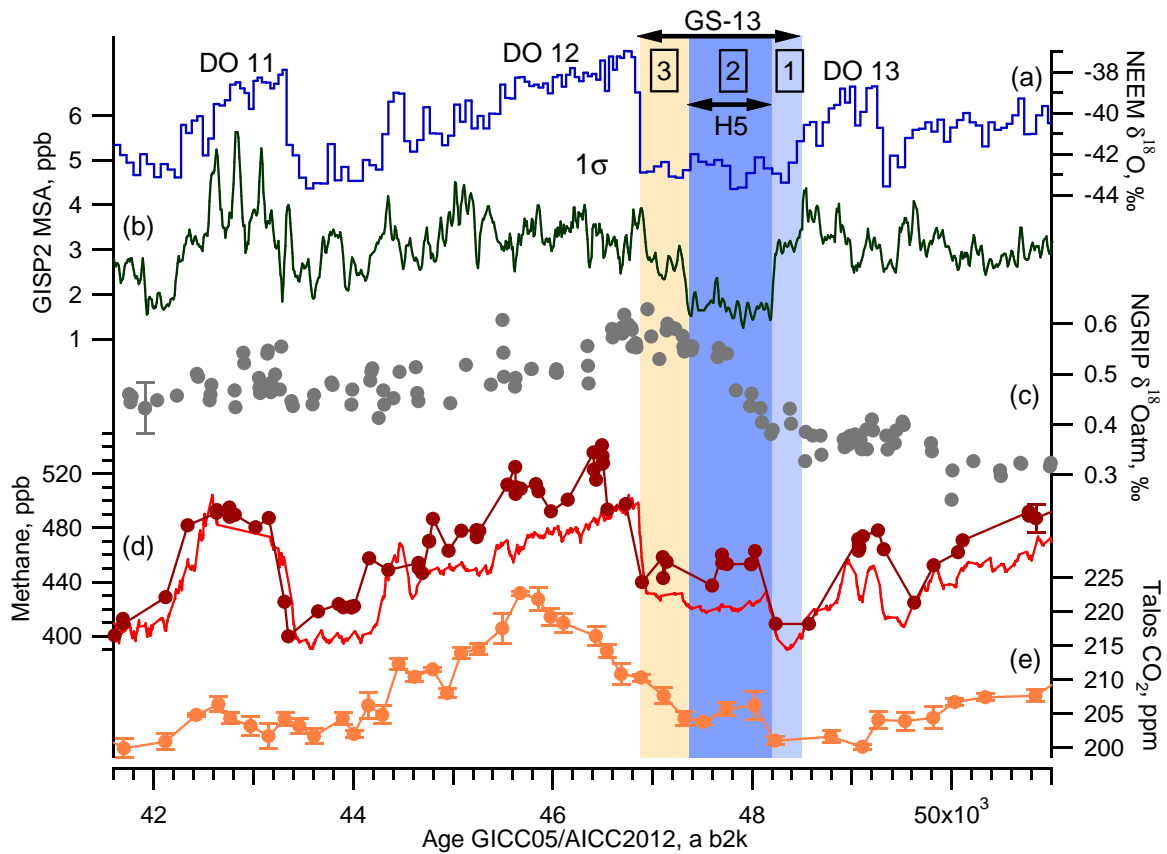 GS-13
DO 11
DO 12
3
2
1
DO 13
H5
1σ
(a)
(b)
(c)
(d)
(e)
-38
-40
-42
-44
NEEM δ¹⁸O, ‰
6
5
4
3
2
1
GISP2 MSA, ppb
0.6
0.5
0.4
0.3
NGRIP δ¹⁸Oatm, ‰
520
480
440
400
Methane, ppb
225
220
215
210
205
200
Talos CO₂, ppm
42
44
46
48
50x10³
Age GICC05/AICC2012, a b2k